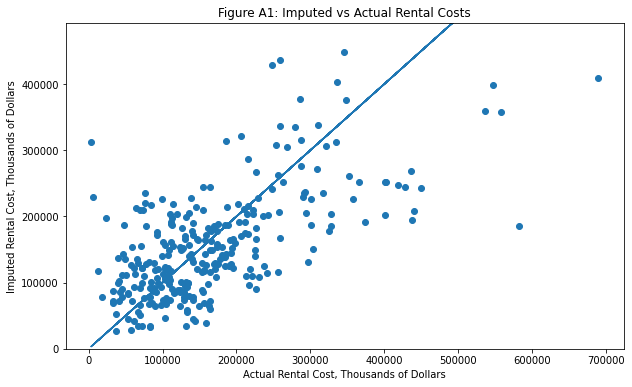 Figure A1: Imputed vs Actual Rental Costs
Imputed Rental Cost, Thousands of Dollars
400000
300000
200000
100000
0
0 100000 200000 300000 400000 500000 600000 700000
Actual Rental Cost, Thousands of Dollars